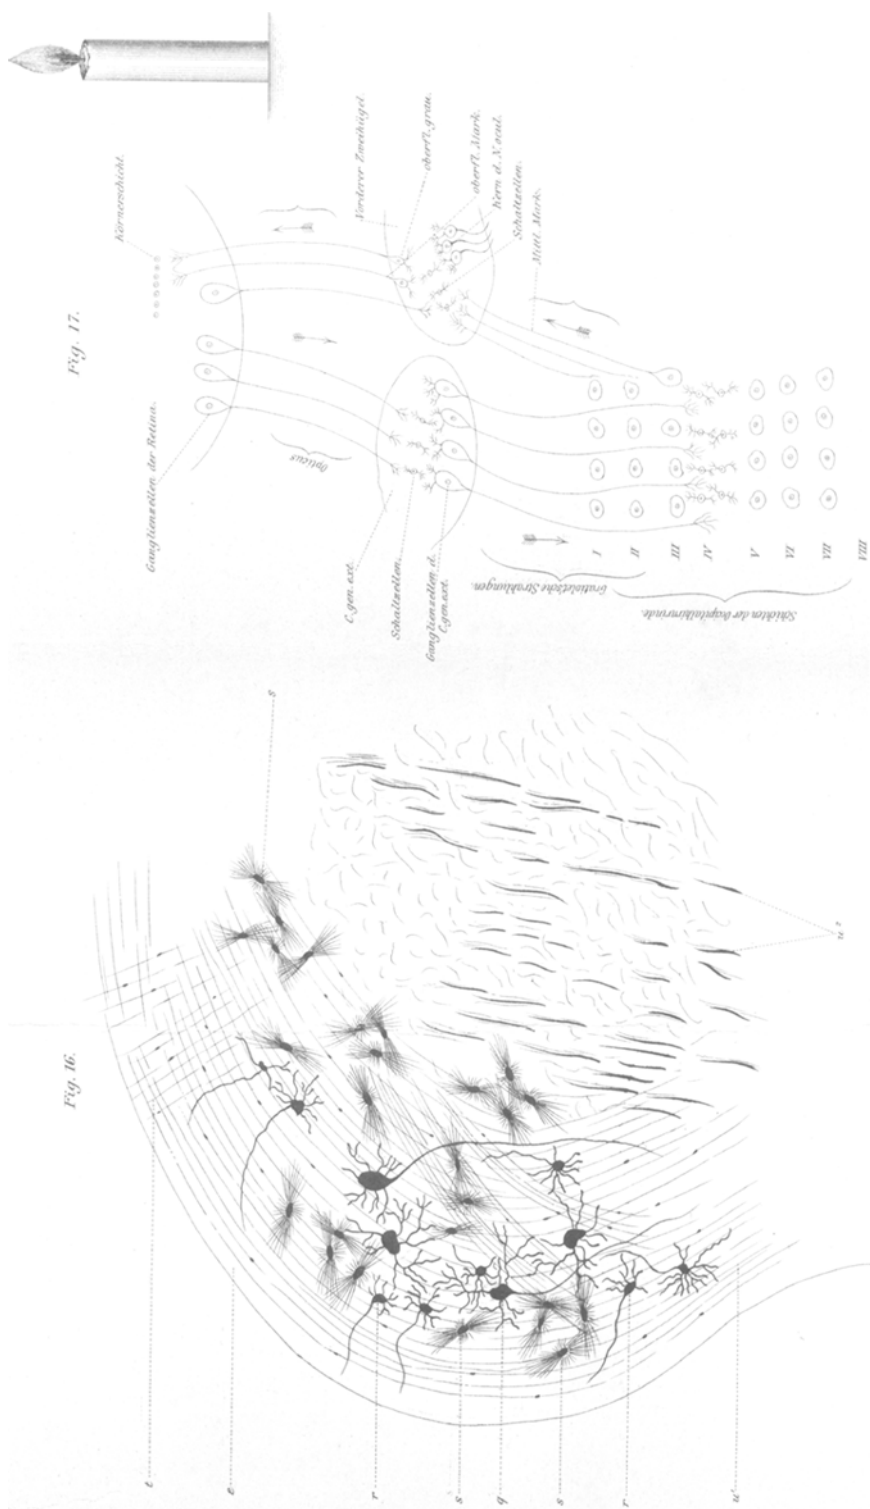 Fig. 17.
Körnerschicht.
Ganglienzellen der Retina.
Opticus
Vorderer Zweihügel.
oberfl. grau.
oberfl. Mark.
Kern d. N. ocul.
Schaltzellen.
Mittl. Mark.
C. gen. ext.
Schaltzellen.
Ganglienzellen d.
C. gen. ext.
Gratiolet'sche Strahlungen.
I
II
III
IV
V
VI
VII
VIII
Schichten der Occipitalhirnrinde.
Fig. 16.
s
t
e
r
s
q
s
r
u